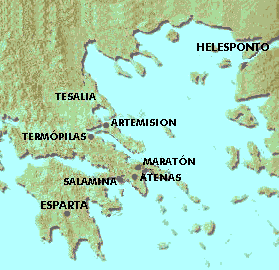 HELESPONTO
TESALIA
ARTEMISION
TERMÓPILAS
MARATÓN
SALAMINA
ATENAS
ESPARTA